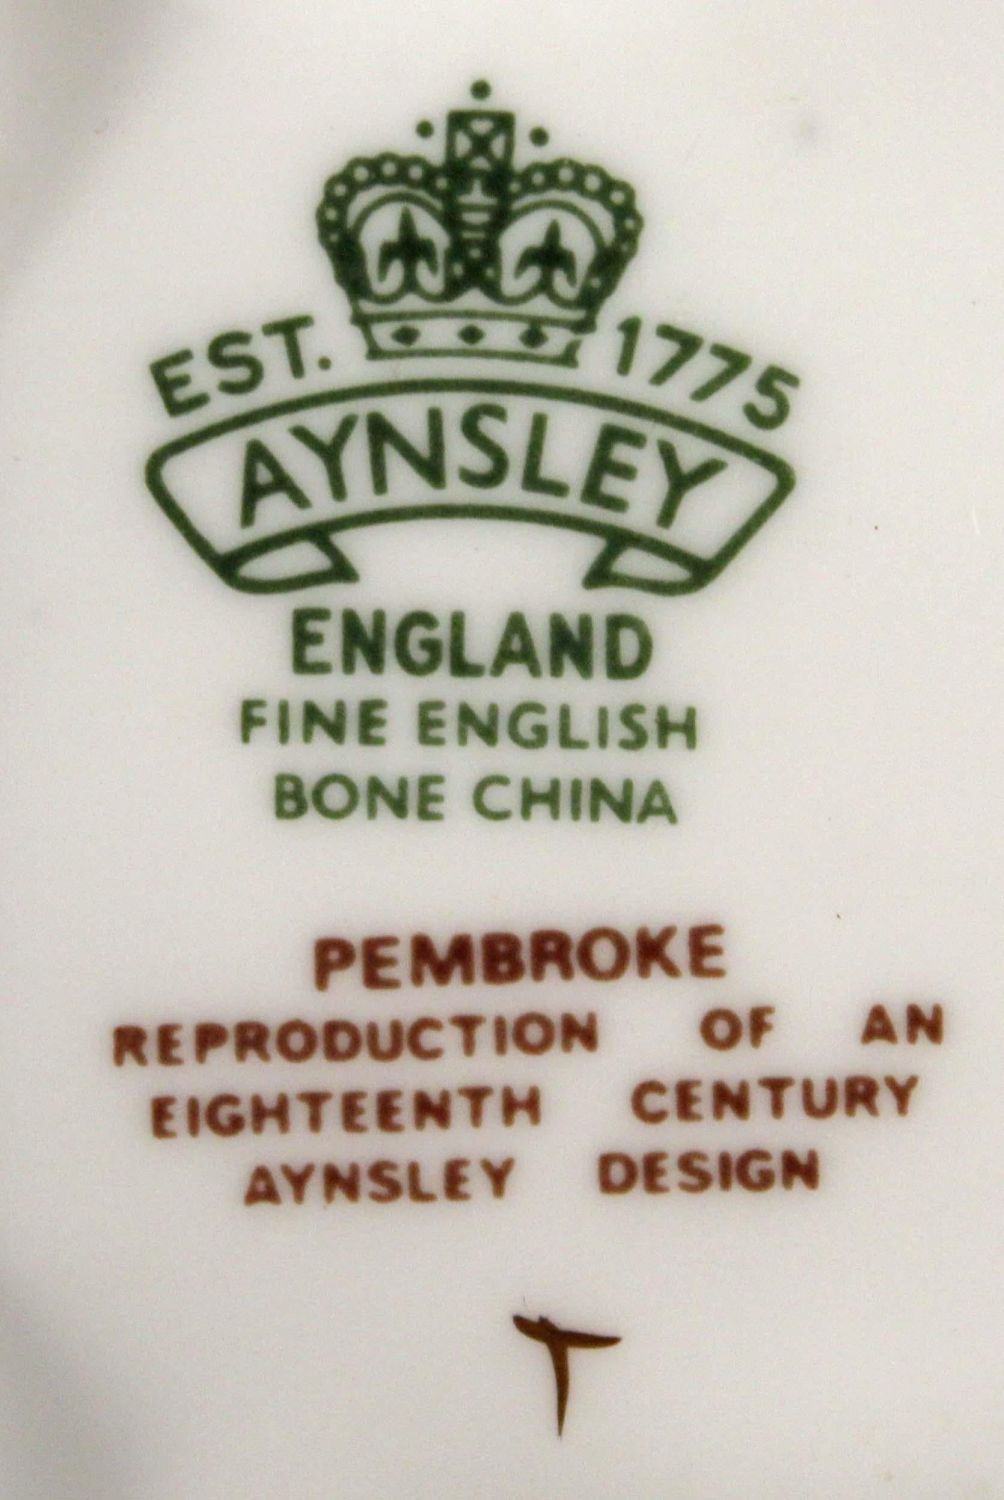 EST. 1775
AYNSLEY
ENGLAND
FINE ENGLISH
BONE CHINA
PEMBROKE
REPRODUCTION OF AN
EIGHTEENTH CENTURY
AYNSLEY DESIGN
T